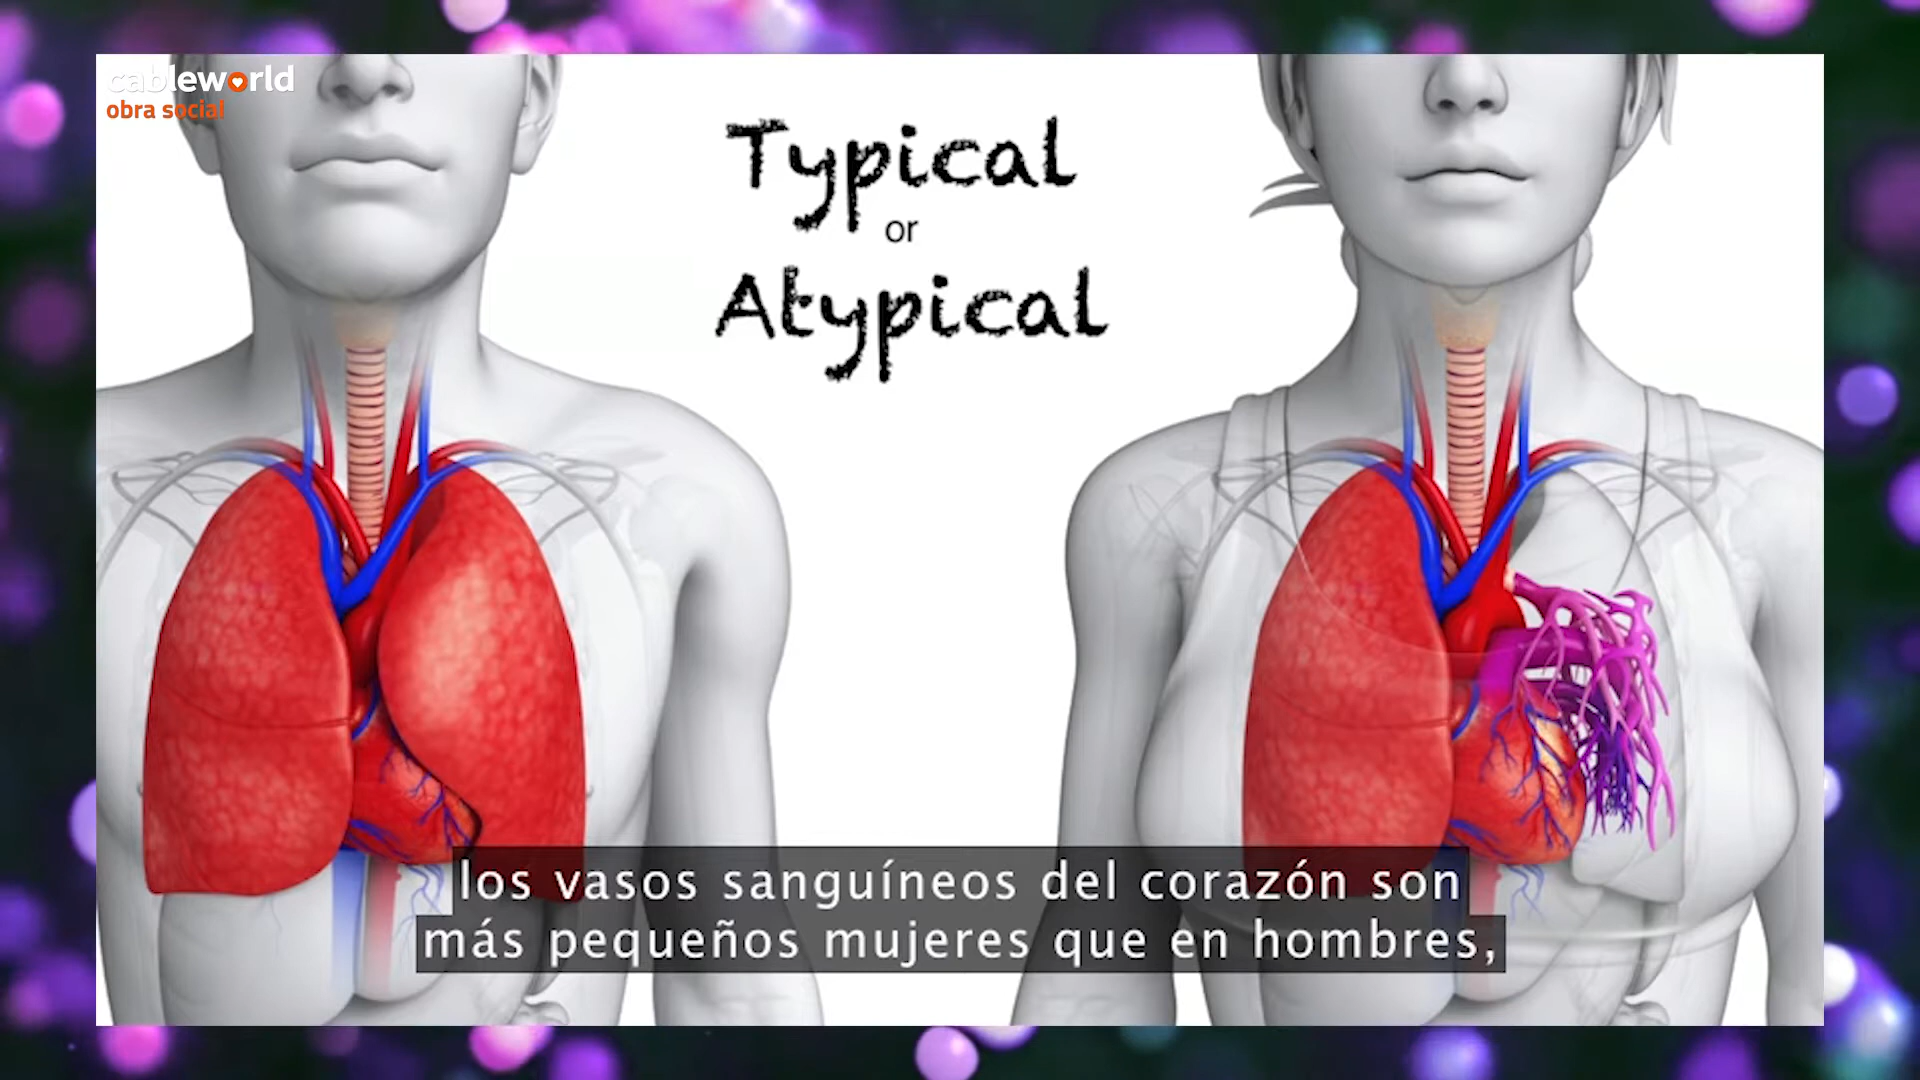 cableworld
obra social
Typical
or
Atypical
los vasos sanguíneos del corazón son
más pequeños mujeres que en hombres,